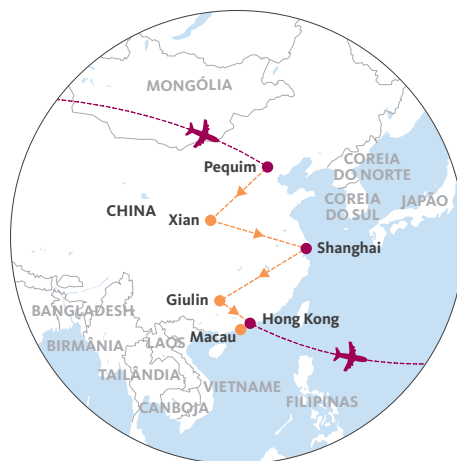 MONGÓLIA
Pequim
COREIA
DO NORTE
COREIA
DO SUL
JAPÃO
CHINA
Xian
Shanghai
Giulin
Hong Kong
Macau
BANGLADESH
BIRMÂNIA
LAOS
TAILÂNDIA
VIETNAME
CANBOJA
FILIPINAS